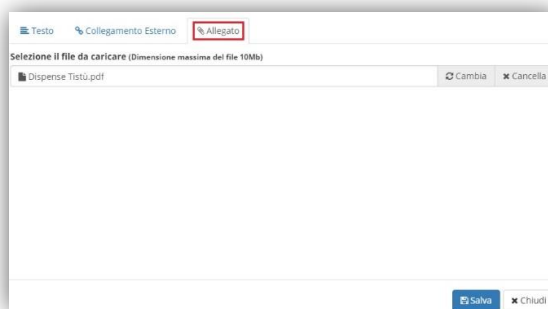 Testo Collegamento Esterno Allegato
Selezione il file da caricare (Dimensione massima del file 10Mb)
Dispense Tistù.pdf Cambia Cancella
Salva Chiudi